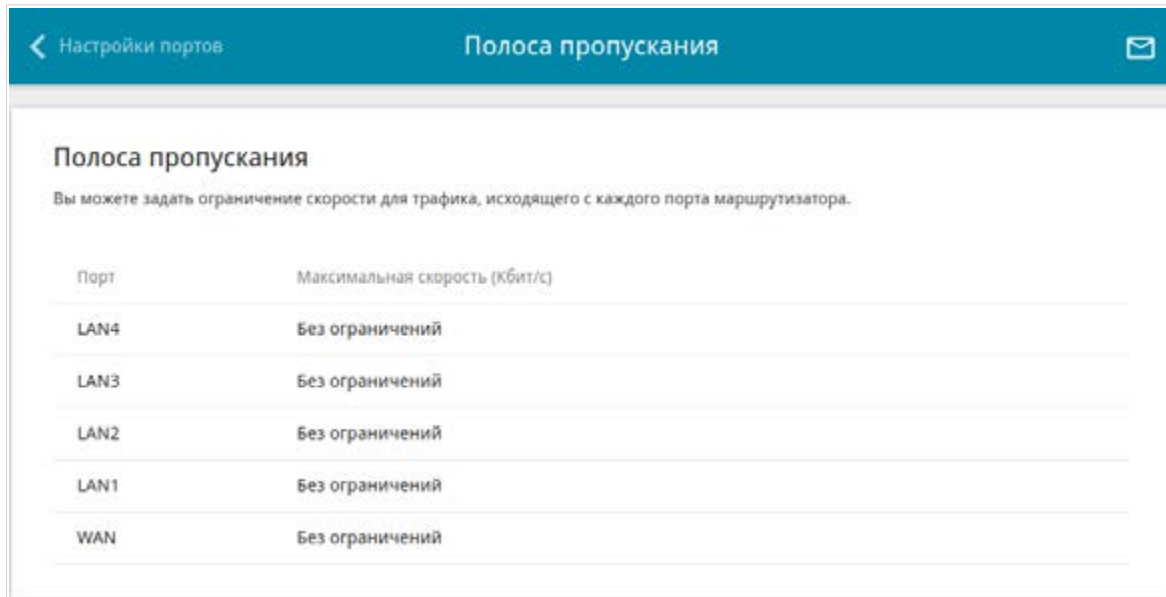 Настройки портов Полоса пропускания
Полоса пропускания
Вы можете задать ограничение скорости для трафика, исходящего с каждого порта маршрутизатора.
Порт Максимальная скорость (Кбит/с)
LAN4 Без ограничений
LAN3 Без ограничений
LAN2 Без ограничений
LAN1 Без ограничений
WAN Без ограничений